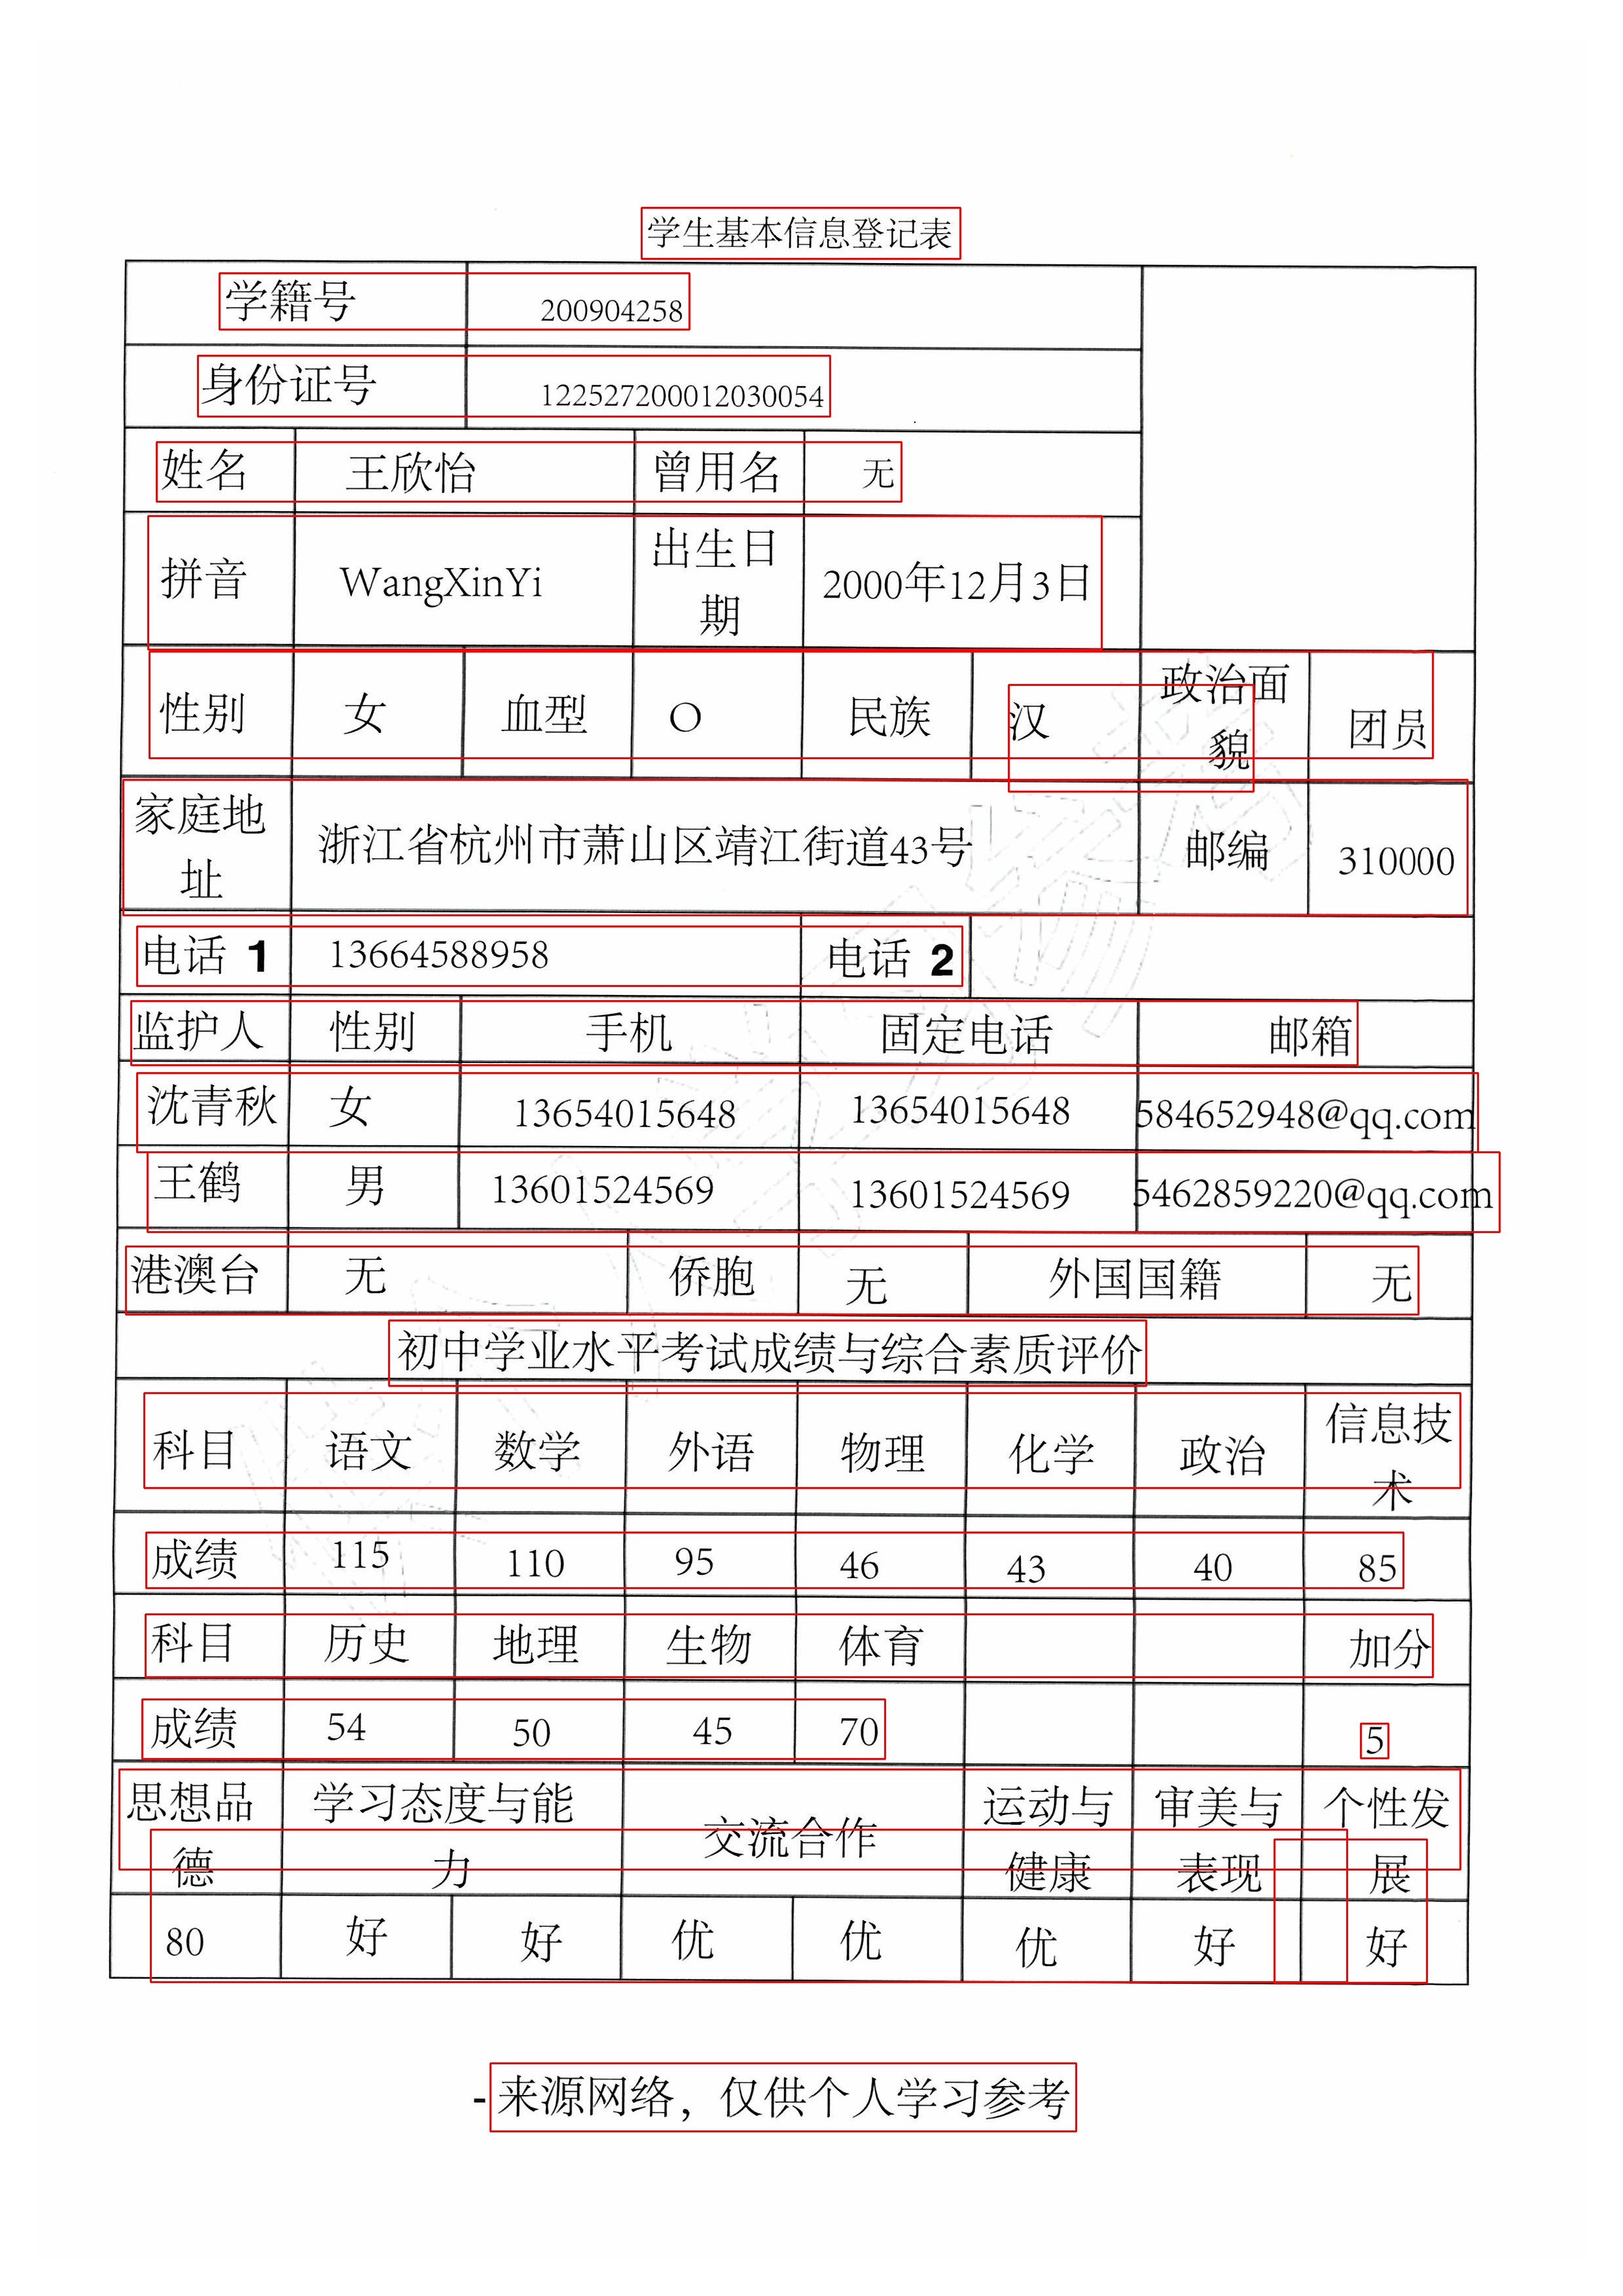 学生基本信息登记表
学籍号 200904258
身份证号 122527200012030054
姓名 王欣怡 曾用名 无
拼音 WangXinYi 出生日期 2000年12月3日
性别 女 血型 O 民族 汉 政治面貌 团员
家庭地址 浙江省杭州市萧山区靖江街道43号 邮编 310000
电话 1 13664588958 电话 2
监护人 性别 手机 固定电话 邮箱
沈青秋 女 13654015648 13654015648 584652948@qq.com
王鹤 男 13601524569 13601524569 5462859220@qq.com
港澳台 无 侨胞 无 外国国籍 无
初中学业水平考试成绩与综合素质评价
科目 语文 数学 外语 物理 化学 政治 信息技术
成绩 115 110 95 46 43 40 85
科目 历史 地理 生物 体育 加分
成绩 54 50 45 70 5
思想品德 学习态度与能力 交流合作 运动与健康 审美与表现 个性发展
80 好 好 优 优 优 好 好
-来源网络，仅供个人学习参考